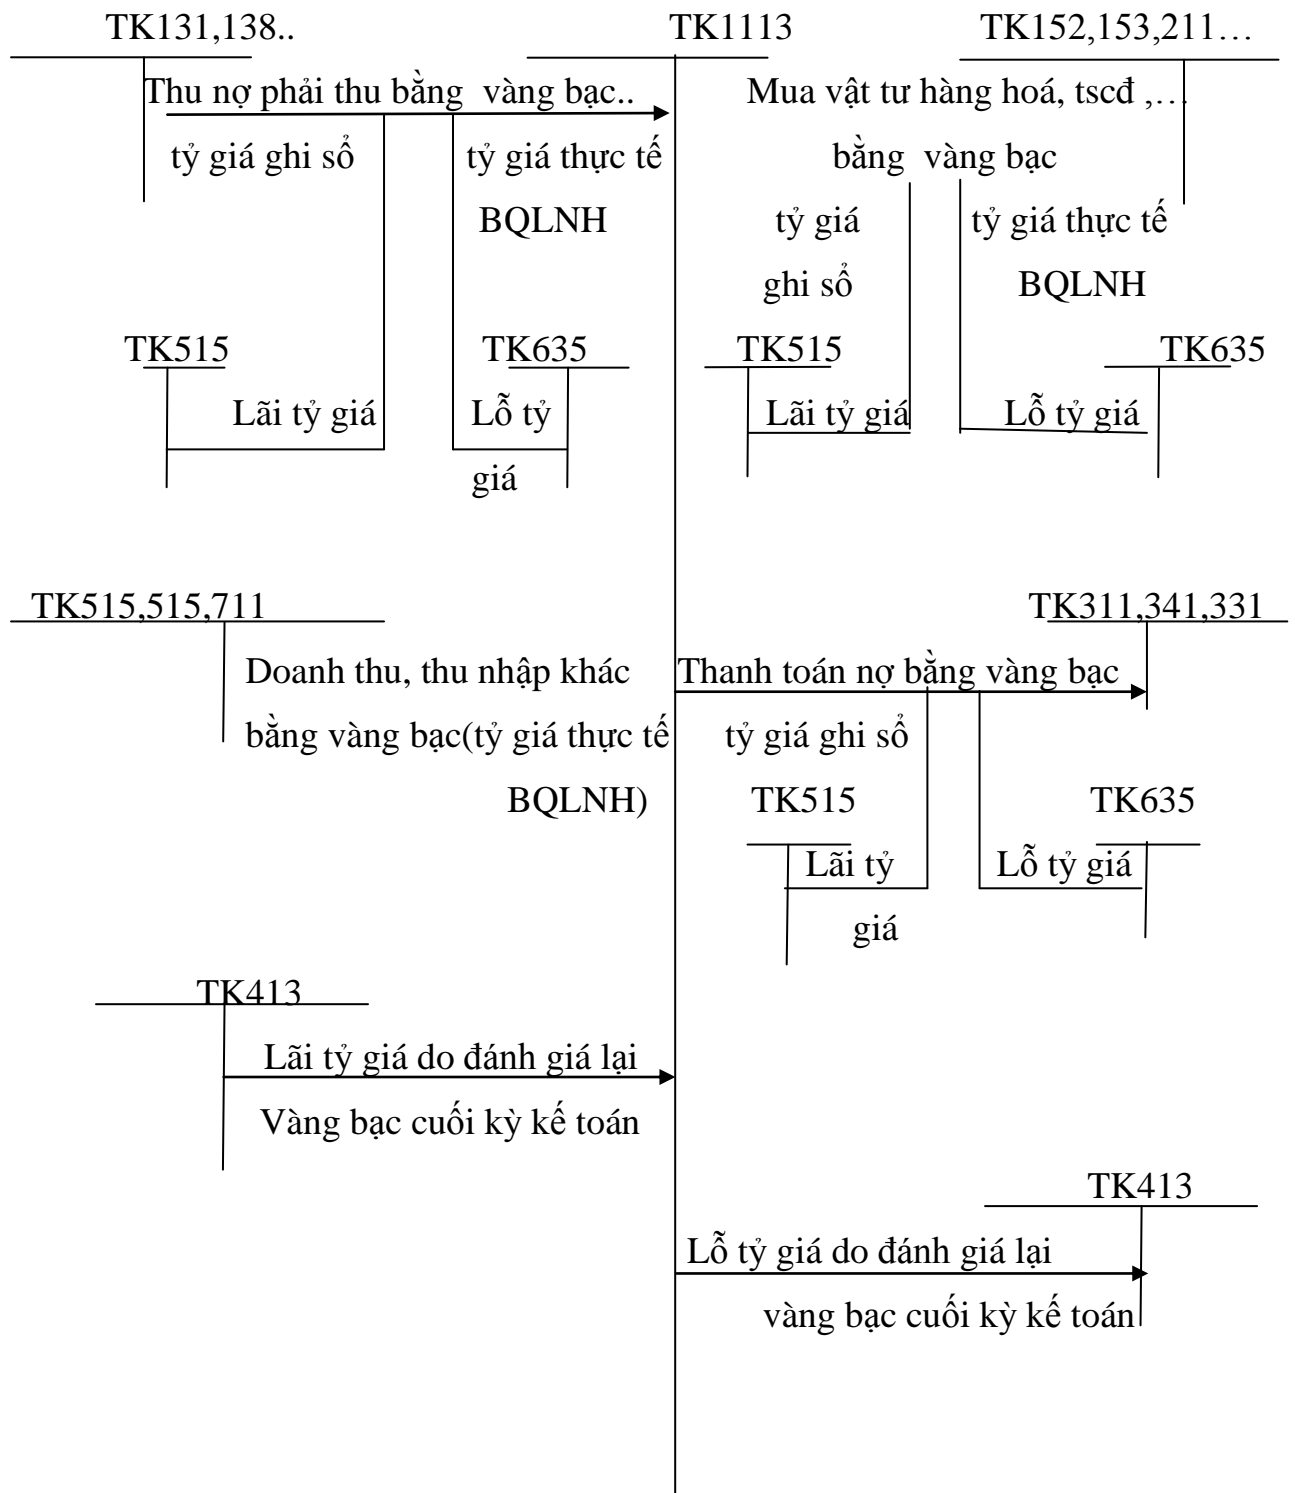 TK131,138.. TK1113 TK152,153,211…
Thu nợ phải thu bằng vàng bạc.. Mua vật tư hàng hoá, tscđ ,…
tỷ giá ghi sổ tỷ giá thực tế bằng vàng bạc
BQLNH tỷ giá tỷ giá thực tế
ghi sổ BQLNH
TK515 TK635 TK515 TK635
Lãi tỷ giá Lỗ tỷ Lãi tỷ giá Lỗ tỷ giá
giá
TK515,515,711 TK311,341,331
Doanh thu, thu nhập khác Thanh toán nợ bằng vàng bạc
bằng vàng bạc(tỷ giá thực tế tỷ giá ghi sổ
BQLNH) TK515 TK635
Lãi tỷ Lỗ tỷ giá
giá
TK413
Lãi tỷ giá do đánh giá lại
Vàng bạc cuối kỳ kế toán
TK413
Lỗ tỷ giá do đánh giá lại
vàng bạc cuối kỳ kế toán